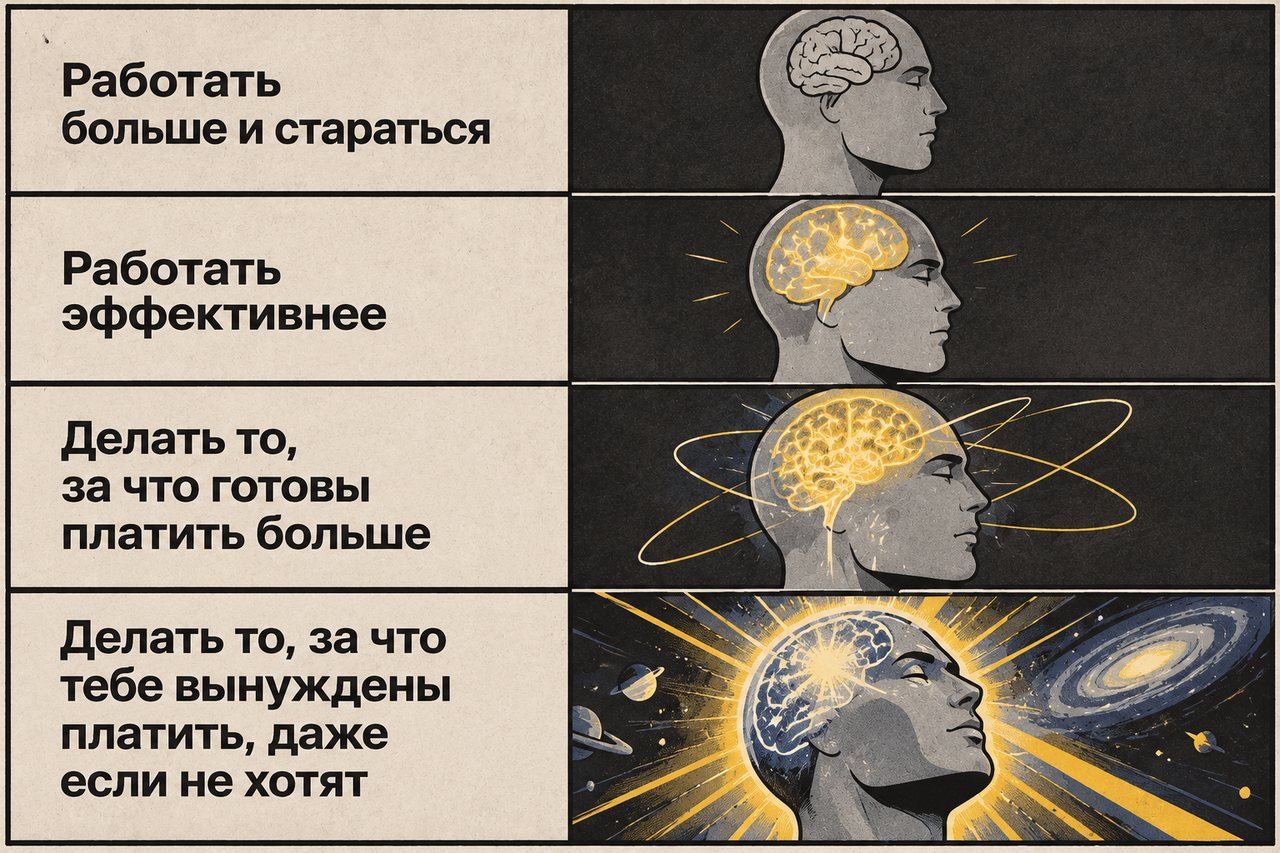 Работать
больше и стараться
Работать
эффективнее
Делать то,
за что готовы
платить больше
Делать то, за что
тебе вынуждены
платить, даже
если не хотят